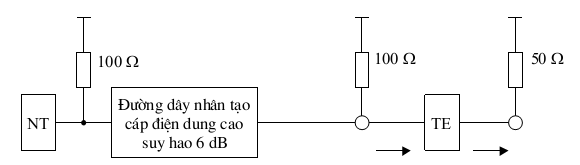 100 Ω
100 Ω
50 Ω
NT
Đường dây nhân tạo
cáp điện dung cao
suy hao 6 dB
TE